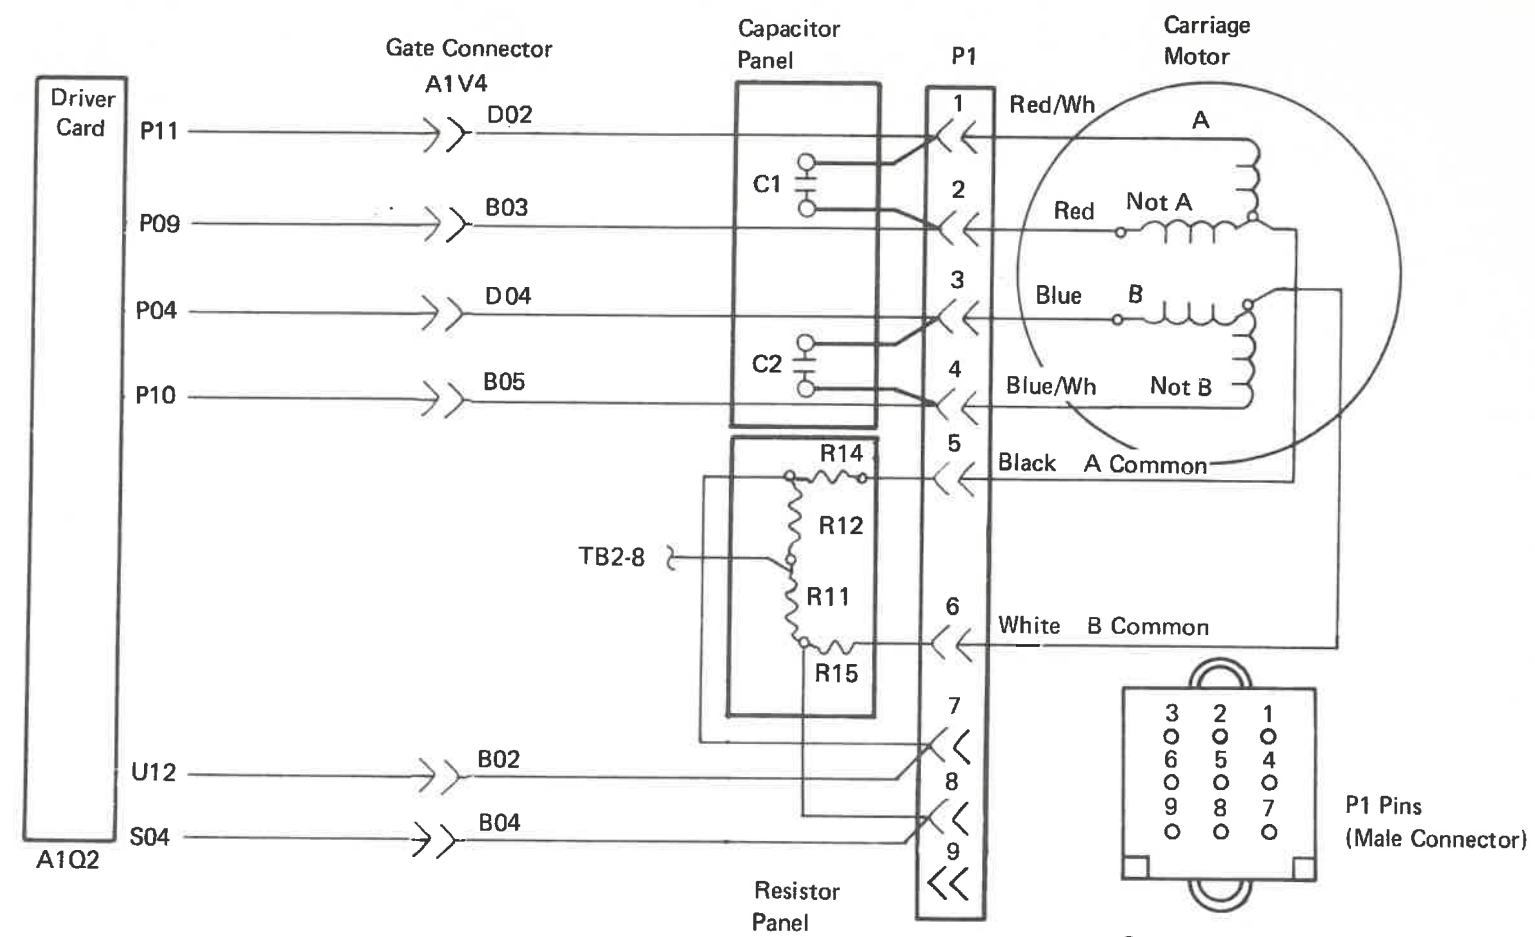 Carriage
Motor
Capacitor
Panel
Gate Connector
A1V4
P1
Driver
Card
P11
D02
1
Red/Wh
A
C1
2
P09
B03
Red
Not A
3
P04
D04
Blue
B
C2
4
P10
B05
Blue/Wh
Not B
5
R14
Black
A Common
R12
TB2-8
R11
6
White
B Common
R15
7
3 2 1
6 5 4
9 8 7
P1 Pins
(Male Connector)
U12
B02
8
S04
B04
9
A1Q2
Resistor
Panel